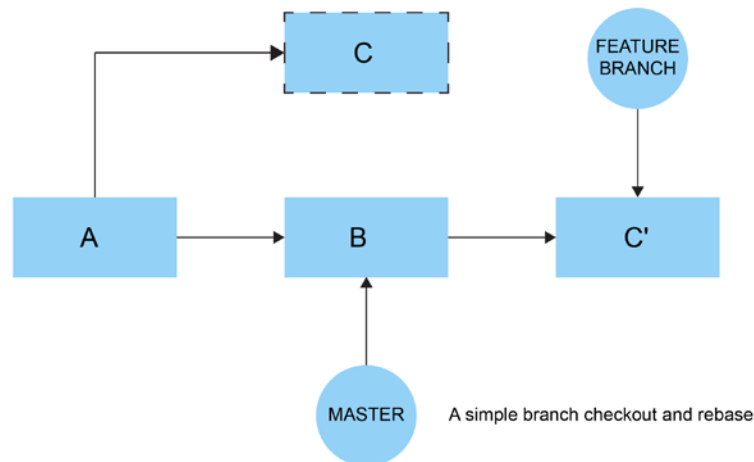 C
FEATURE
BRANCH
A
B
C'
MASTER
A simple branch checkout and rebase